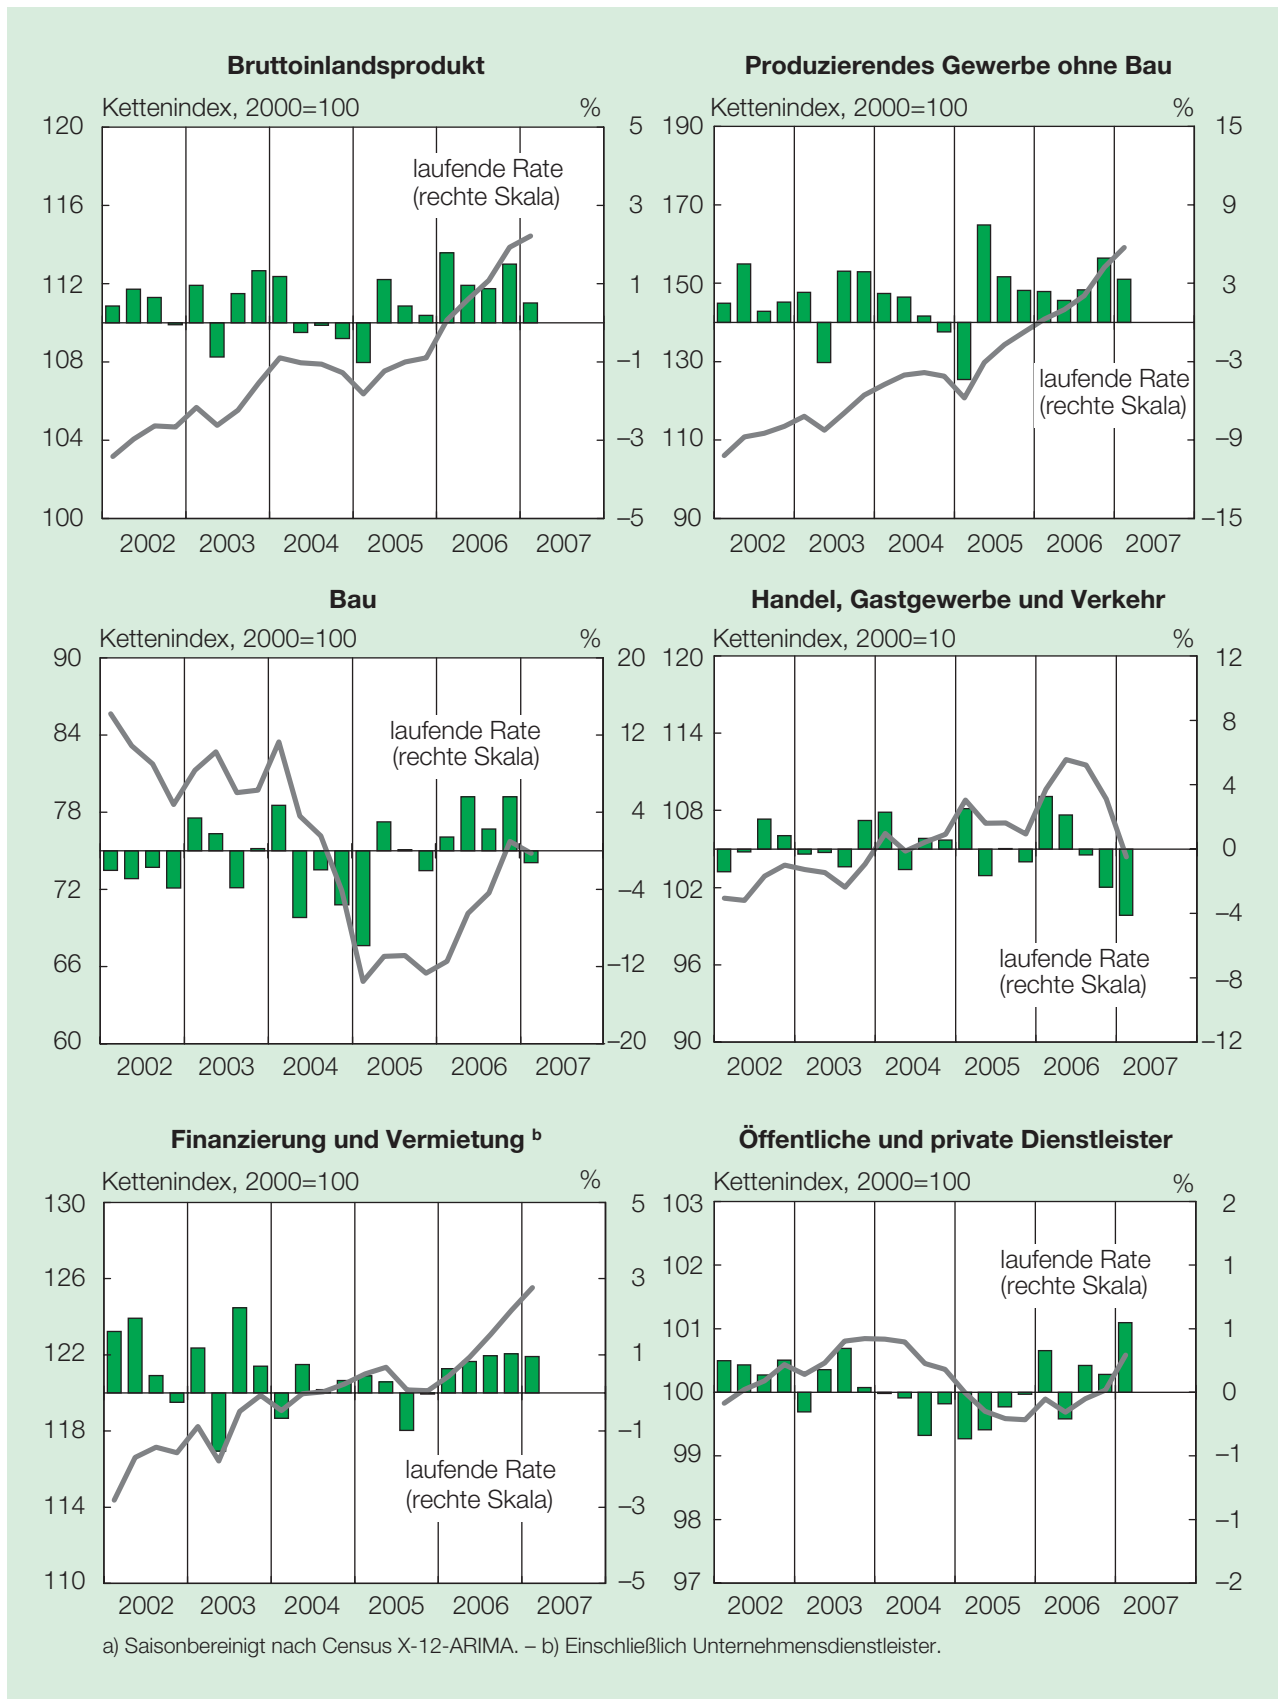 Bruttoinlandsprodukt
Kettenindex, 2000=100 %
120 5
116 3
112 1
108 –1
104 –3
100 –5
laufende Rate
(rechte Skala)
2002 2003 2004 2005 2006 2007
Produzierendes Gewerbe ohne Bau
Kettenindex, 2000=100 %
190 15
170 9
150 3
130 –3
110 –9
90 –15
laufende Rate
(rechte Skala)
2002 2003 2004 2005 2006 2007
Bau
Kettenindex, 2000=100 %
90 20
84 12
78 4
72 –4
66 –12
60 –20
laufende Rate
(rechte Skala)
2002 2003 2004 2005 2006 2007
Handel, Gastgewerbe und Verkehr
Kettenindex, 2000=10 %
120 12
114 8
108 4
0
102 –4
96 –8
90 –12
laufende Rate
(rechte Skala)
2002 2003 2004 2005 2006 2007
Finanzierung und Vermietung b
Kettenindex, 2000=100 %
130 5
126 3
122 1
118 –1
114 –3
110 –5
laufende Rate
(rechte Skala)
2002 2003 2004 2005 2006 2007
Öffentliche und private Dienstleister
Kettenindex, 2000=100 %
103 2
102 1
101 1
100 0
99 –1
98 –1
97 –2
laufende Rate
(rechte Skala)
2002 2003 2004 2005 2006 2007
a) Saisonbereinigt nach Census X-12-ARIMA. – b) Einschließlich Unternehmensdienstleister.